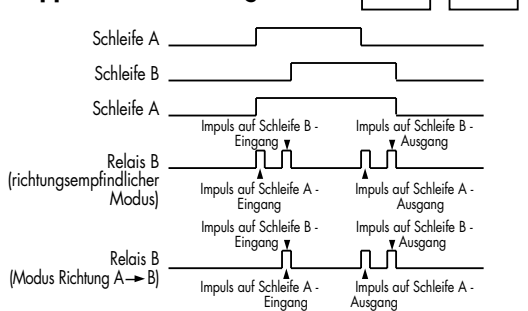 Schleife A
Schleife B
Schleife A
Impuls auf Schleife B -
Eingang
Impuls auf Schleife B -
Ausgang
Relais B
(richtungsempfindlicher
Modus)
Impuls auf Schleife A -
Eingang
Impuls auf Schleife A -
Ausgang
Impuls auf Schleife B -
Eingang
Impuls auf Schleife B -
Ausgang
Relais B
(Modus Richtung A→B)
Impuls auf Schleife A -
Eingang
Impuls auf Schleife A -
Ausgang